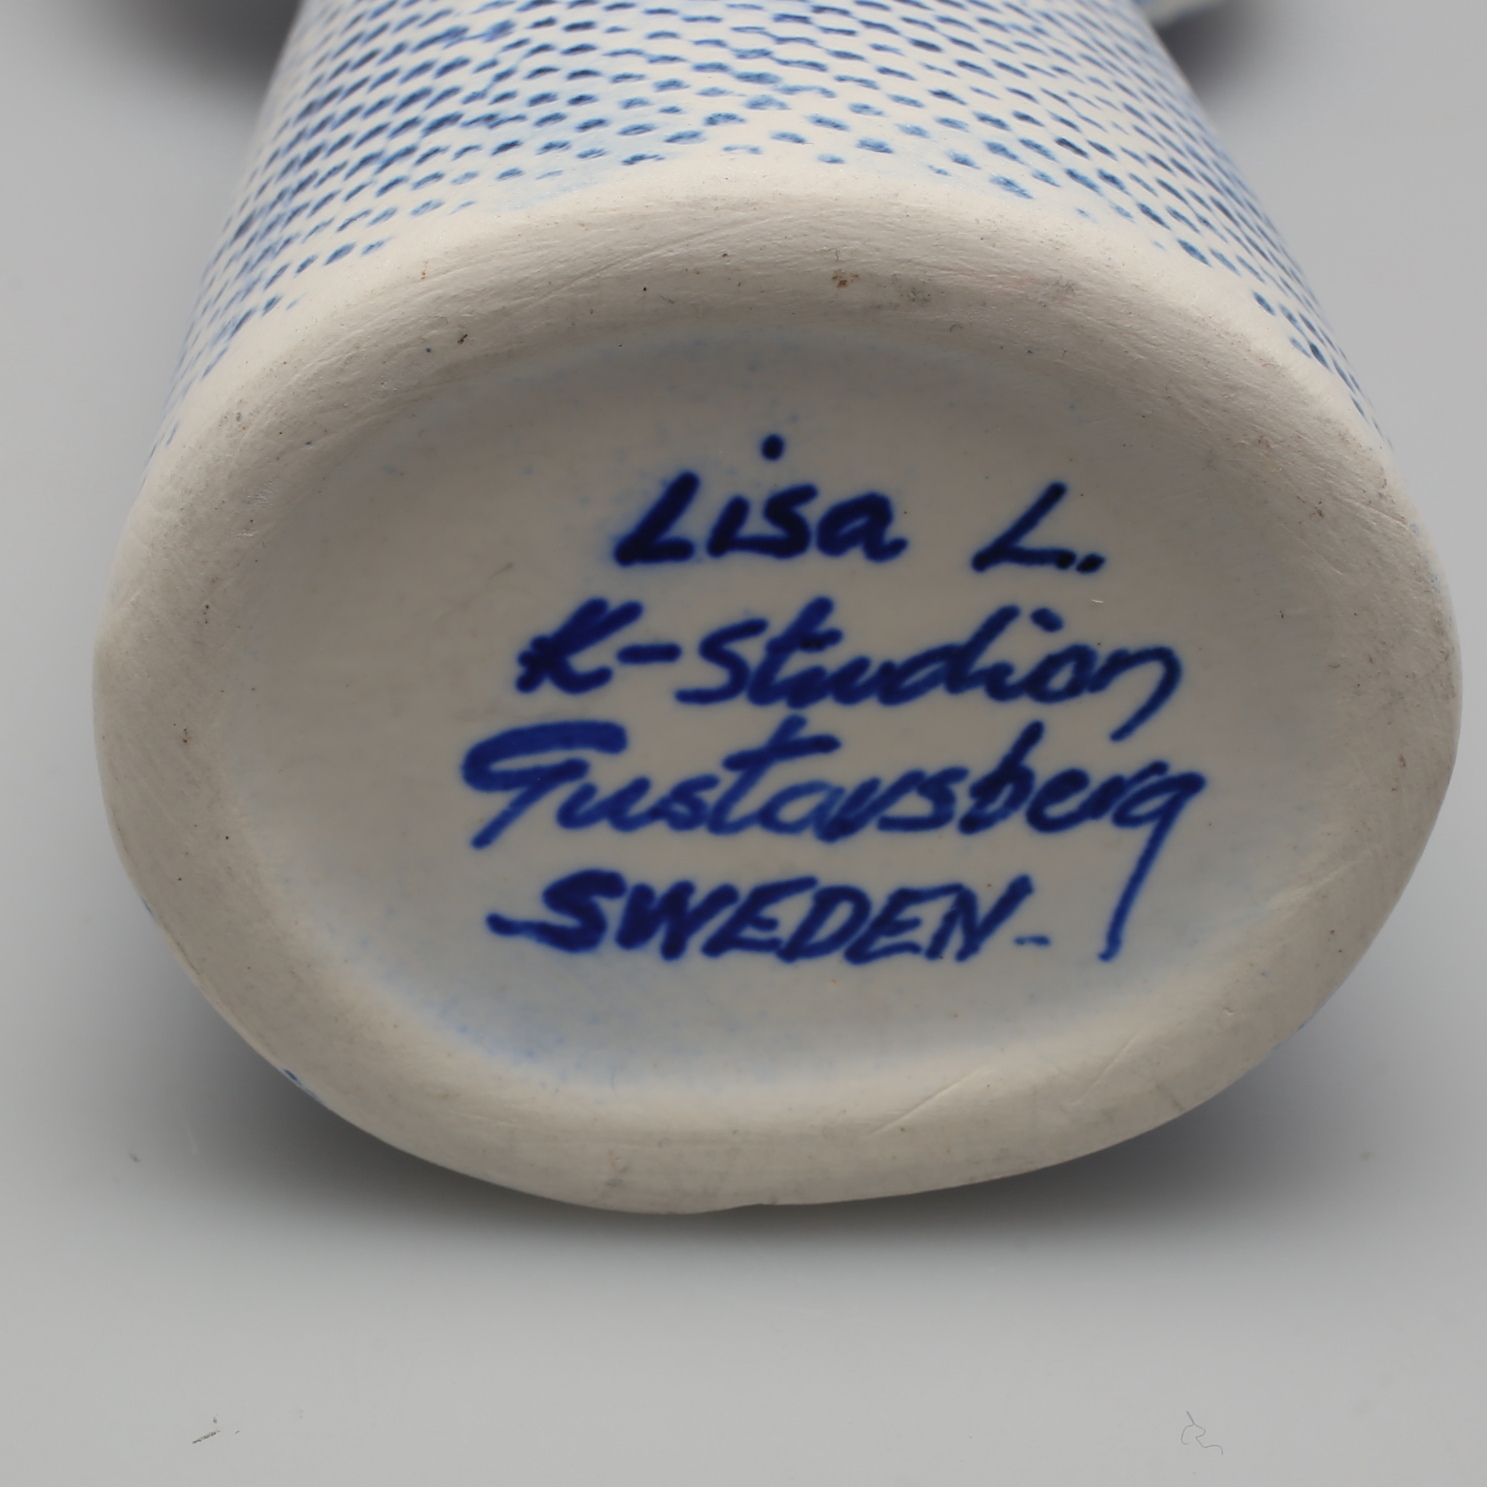 Lisa L.
K-Studion
Gustavsberg
SWEDEN-